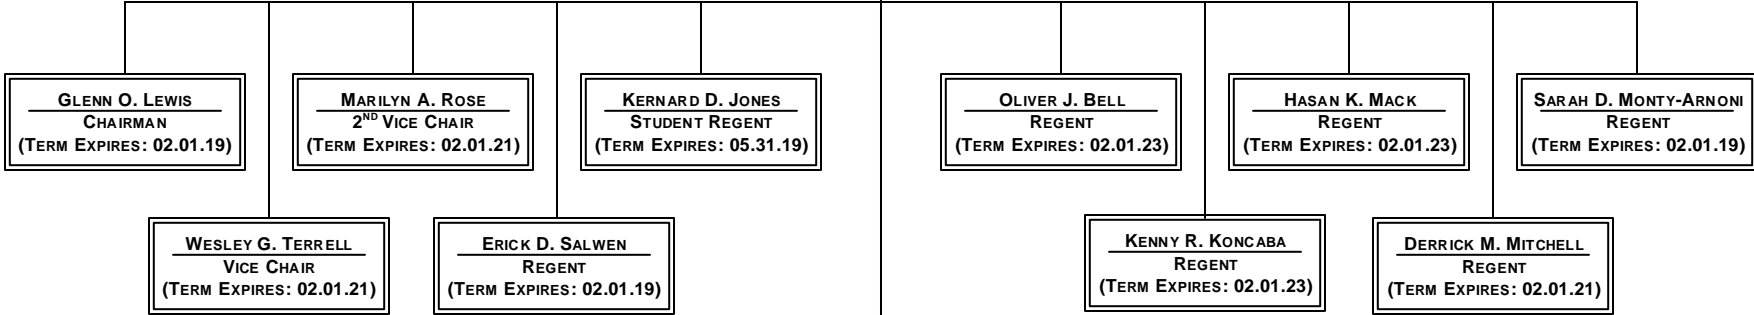 GLENN O. LEWIS
CHAIRMAN
(TERM EXPIRES: 02.01.19)
MARILYN A. ROSE
2ND VICE CHAIR
(TERM EXPIRES: 02.01.21)
KERNARD D. JONES
STUDENT REGENT
(TERM EXPIRES: 05.31.19)
OLIVER J. BELL
REGENT
(TERM EXPIRES: 02.01.23)
HASAN K. MACK
REGENT
(TERM EXPIRES: 02.01.23)
SARAH D. MONTY-ARNONI
REGENT
(TERM EXPIRES: 02.01.19)
WESLEY G. TERRELL
VICE CHAIR
(TERM EXPIRES: 02.01.21)
ERICK D. SALWEN
REGENT
(TERM EXPIRES: 02.01.19)
KENNY R. KONCABA
REGENT
(TERM EXPIRES: 02.01.23)
DERRICK M. MITCHELL
REGENT
(TERM EXPIRES: 02.01.21)